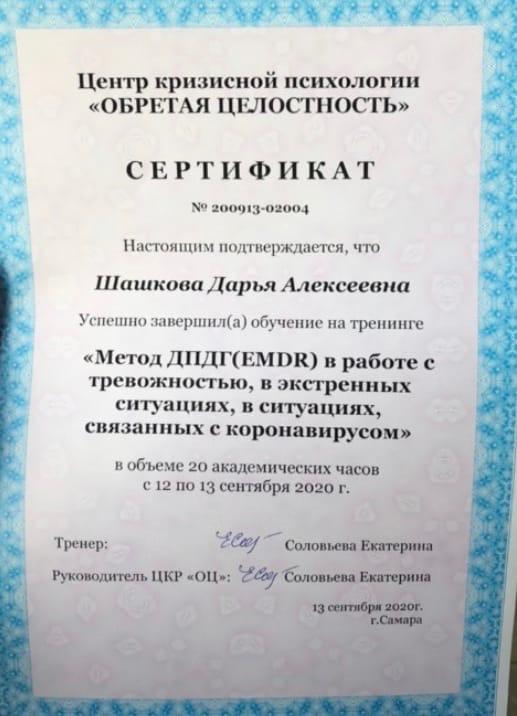 Центр кризисной психологии
«ОБРЕТАЯ ЦЕЛОСТНОСТЬ»
СЕРТИФИКАТ
№ 200913-02004
Настоящим подтверждается, что
Шашкова Дарья Алексеевна
Успешно завершил(а) обучение на тренинге
«Метод ДПДГ(EMDR) в работе с
тревожностью, в экстренных
ситуациях, в ситуациях,
связанных с коронавирусом»
в объеме 20 академических часов
с 12 по 13 сентября 2020 г.
Тренер: Соловьева Екатерина
Руководитель ЦКР «ОЦ»: Соловьева Екатерина
13 сентября 2020г.
г.Самара